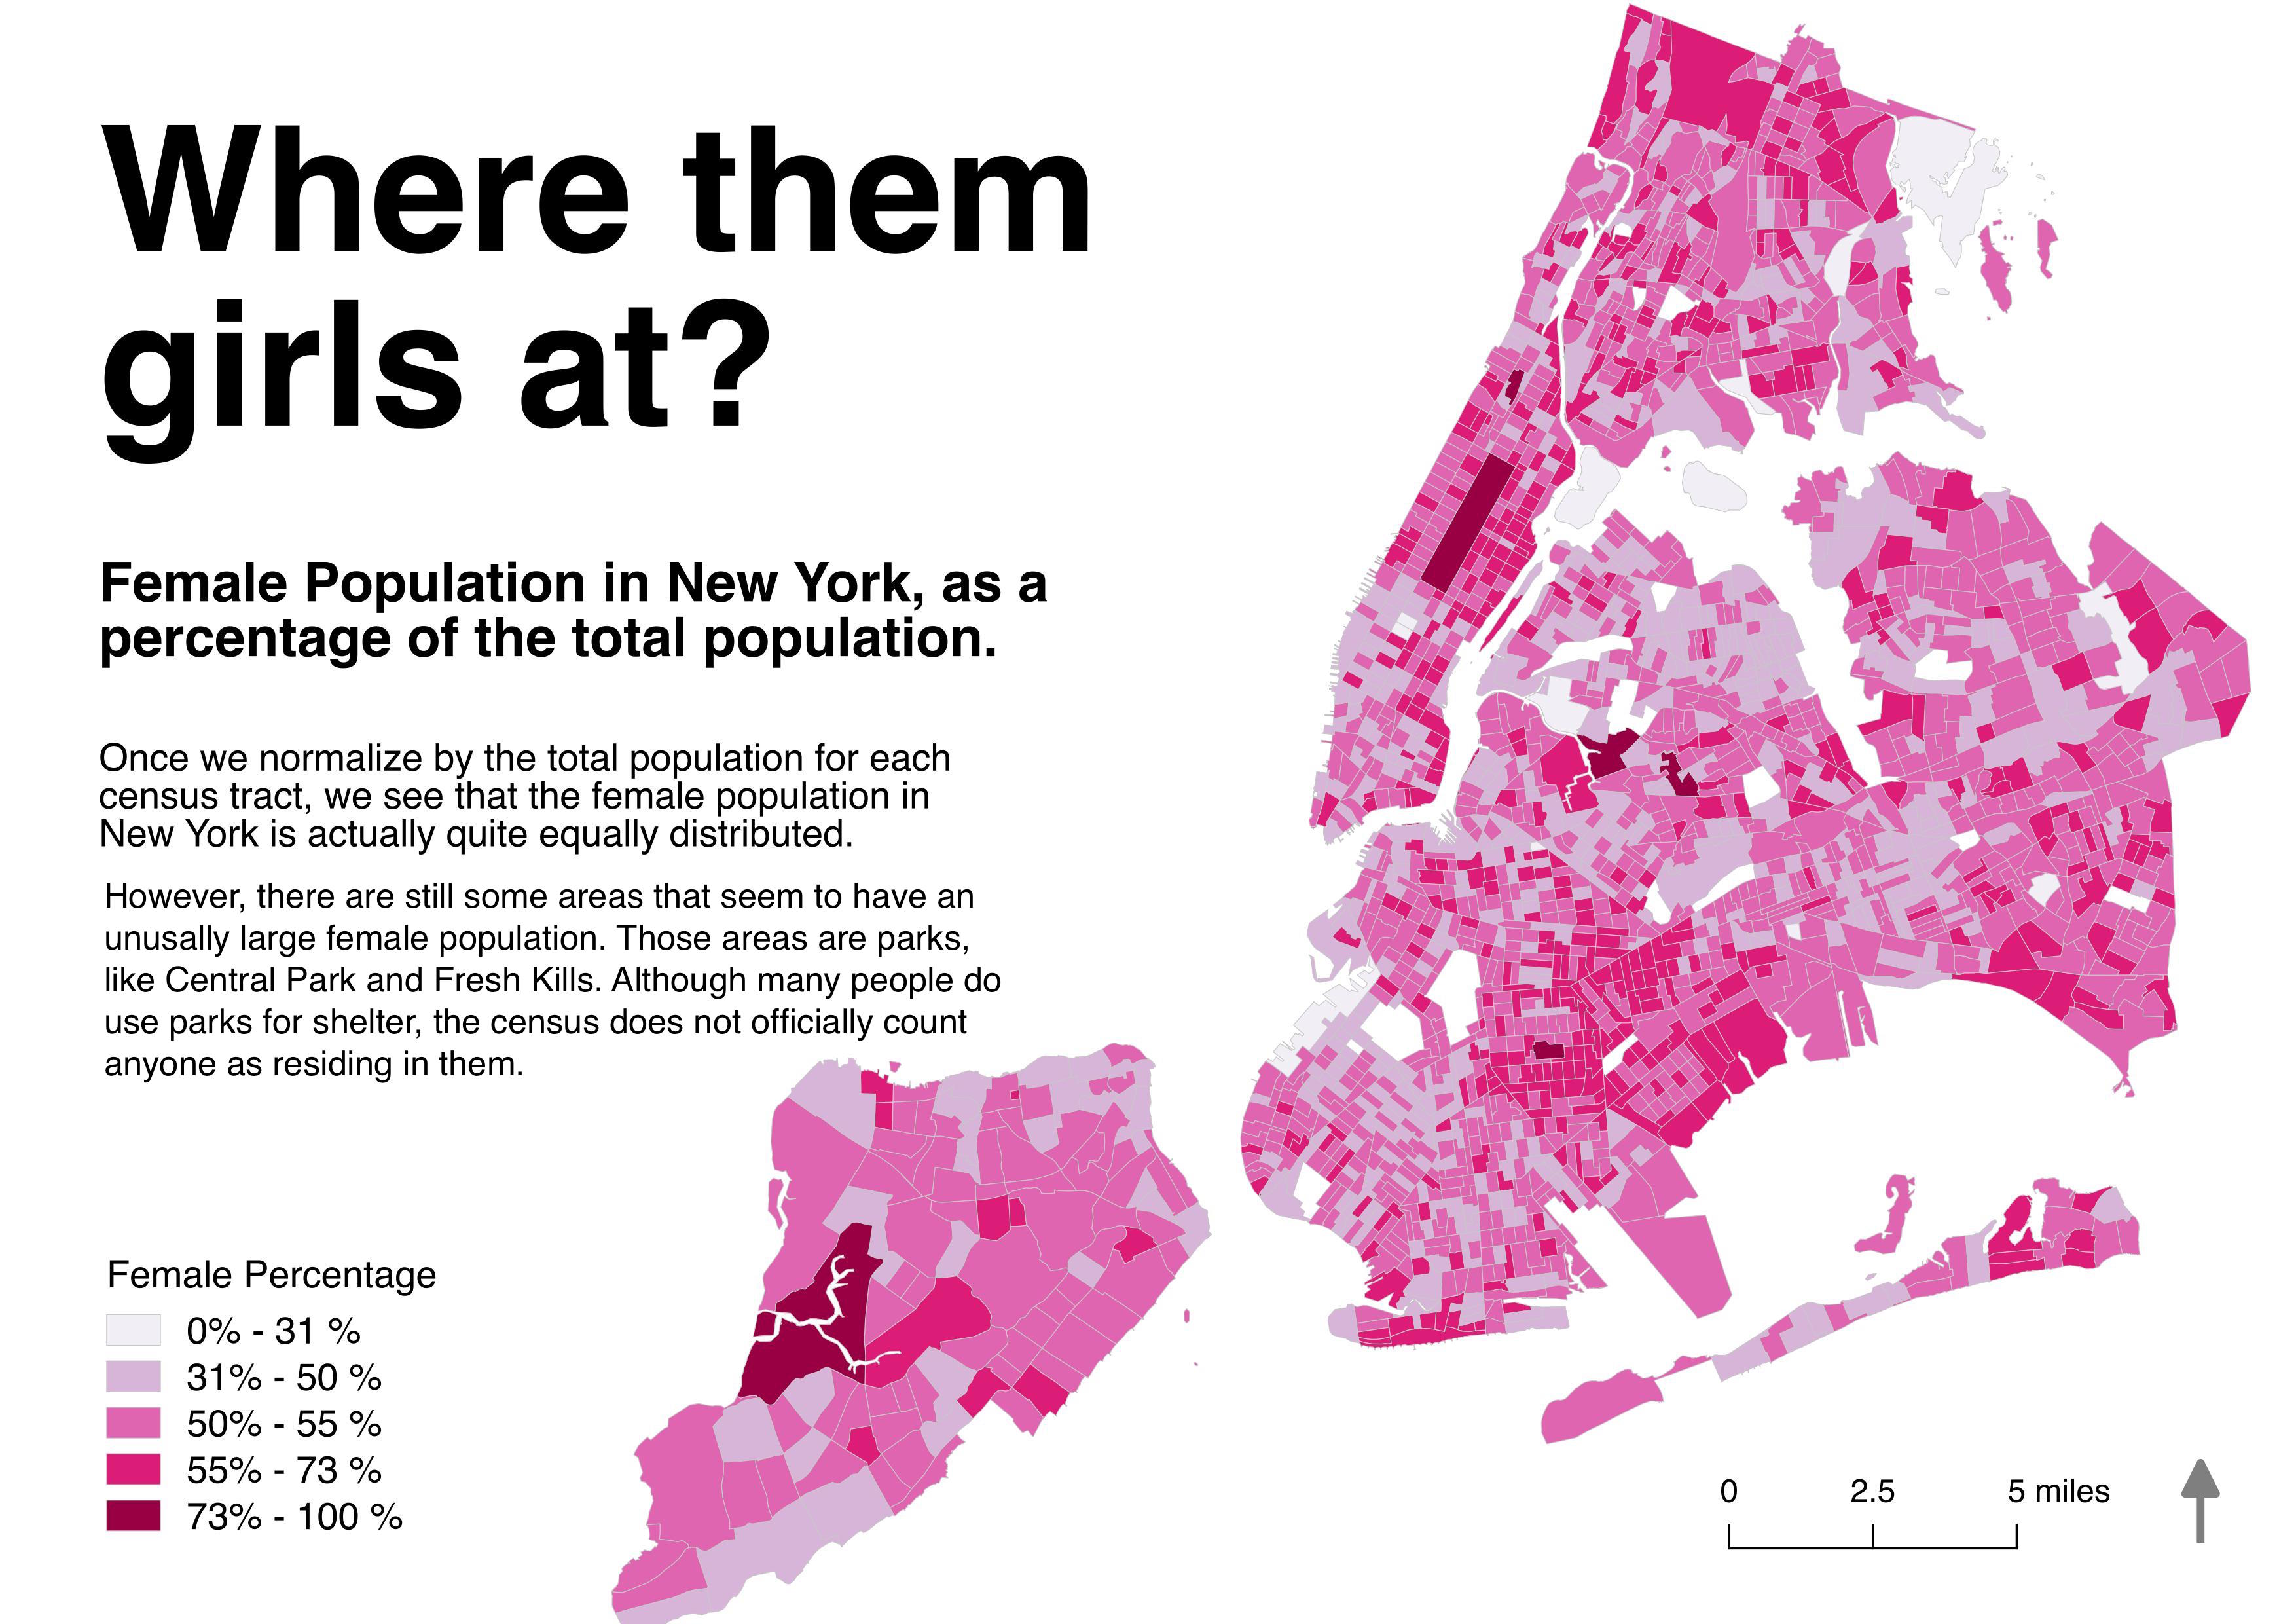 Where them
girls at?
Female Population in New York, as a
percentage of the total population.
Once we normalize by the total population for each
census tract, we see that the female population in
New York is actually quite equally distributed.
However, there are still some areas that seem to have an
unusally large female population. Those areas are parks,
like Central Park and Fresh Kills. Although many people do
use parks for shelter, the census does not officially count
anyone as residing in them.
Female Percentage
0% - 31 %
31% - 50 %
50% - 55 %
55% - 73 %
73% - 100 %
0 2.5 5 miles